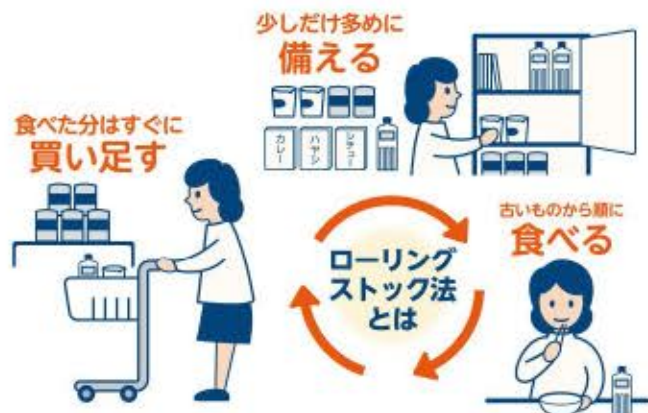 少しだけ多めに
備える
カレー
ハヤシ
シチュー
食べた分はすぐに
買い足す
古いものから順に
食べる
ローリング
ストック法
とは